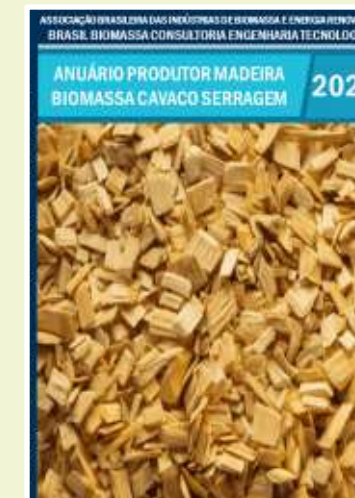 ASSOCIAÇÃO BRASILEIRA DAS INDÚSTRIAS DE BIOMASSA E ENERGIA RENOV
BRASIL BIOMASSA CONSULTORIA ENGENHARIA TECNOLOG
ANUÁRIO PRODUTOR MADEIRA
BIOMASSA CAVACO SERRAGEM
202